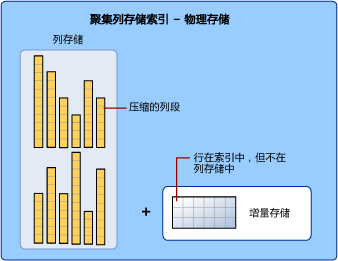 聚集列存储索引 – 物理存储
列存储
压缩的列段
行在索引中，但不在
列存储中
+
增量存储